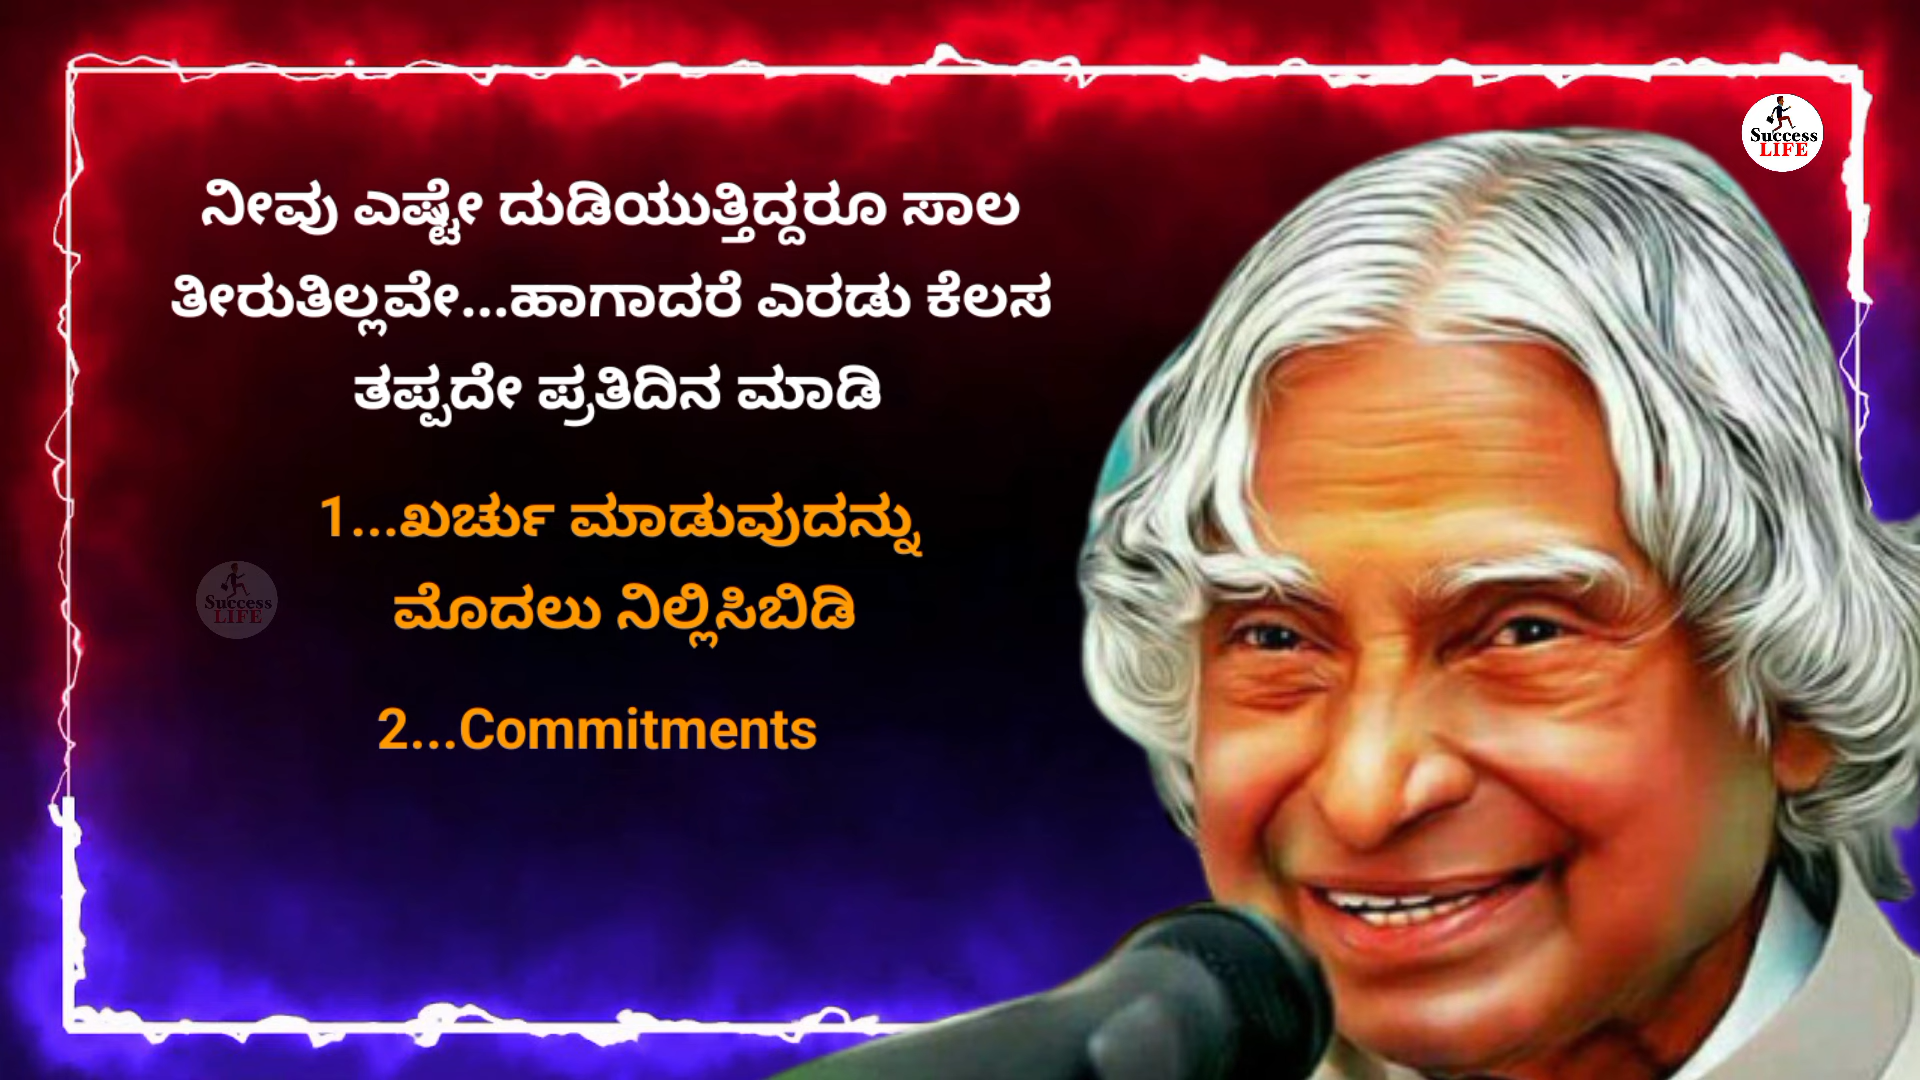 Success
LIFE
ನೀವು ಎಷ್ಟೇ ದುಡಿಯುತ್ತಿದ್ದರೂ ಸಾಲ
ತೀರುತಿಲ್ಲವೇ...ಹಾಗಾದರೆ ಎರಡು ಕೆಲಸ
ತಪ್ಪದೇ ಪ್ರತಿದಿನ ಮಾಡಿ
1...ಖರ್ಚು ಮಾಡುವುದನ್ನು
ಮೊದಲು ನಿಲ್ಲಿಸಿಬಿಡಿ
Success
LIFE
2...Commitments